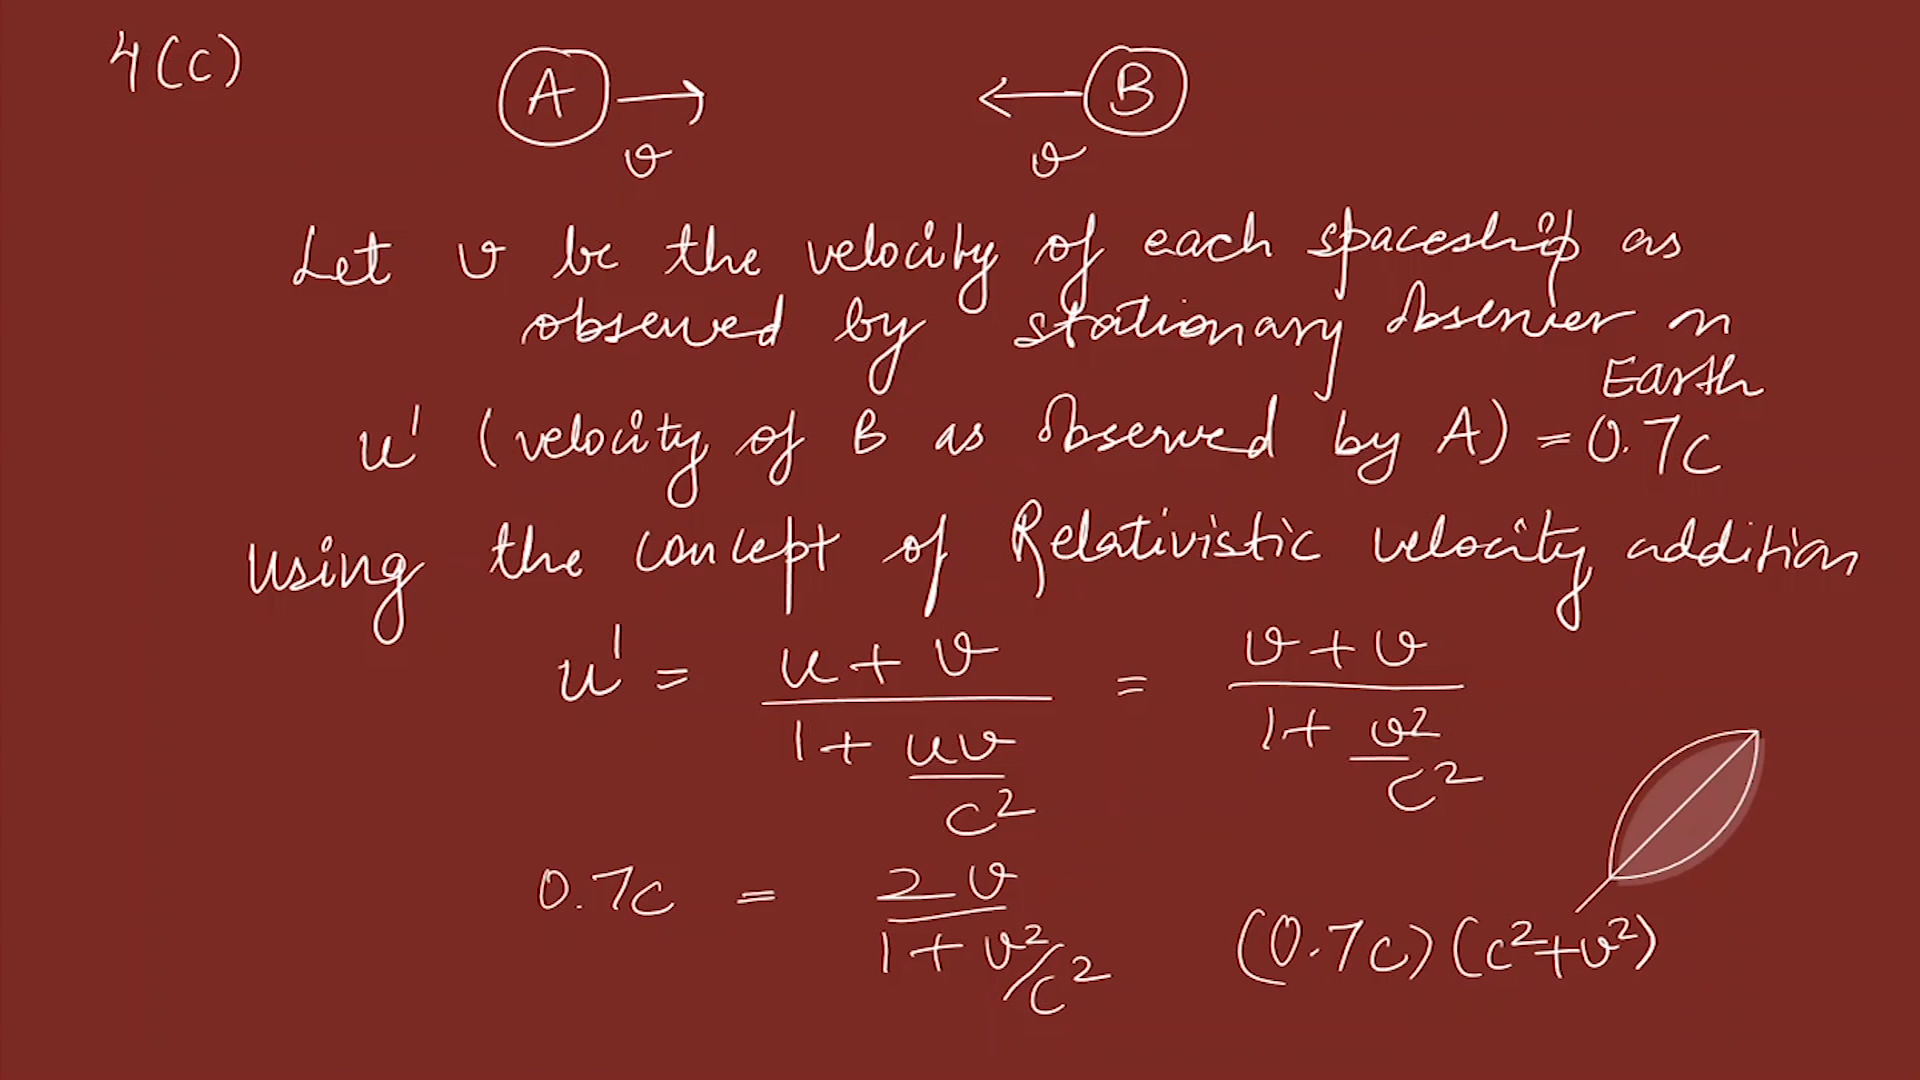 4(c)
A → ← B
v v
Let v be the velocity of each spaceship as
observed by stationary observer on
Earth
u' (velocity of B as observed by A) = 0.7c
Using the concept of Relativistic velocity addition
u' = (u + v)/(1 + uv/c²) = (v + v)/(1 + v²/c²)
0.7c = 2v/(1 + v²/c²)
(0.7c)(c²+v²)